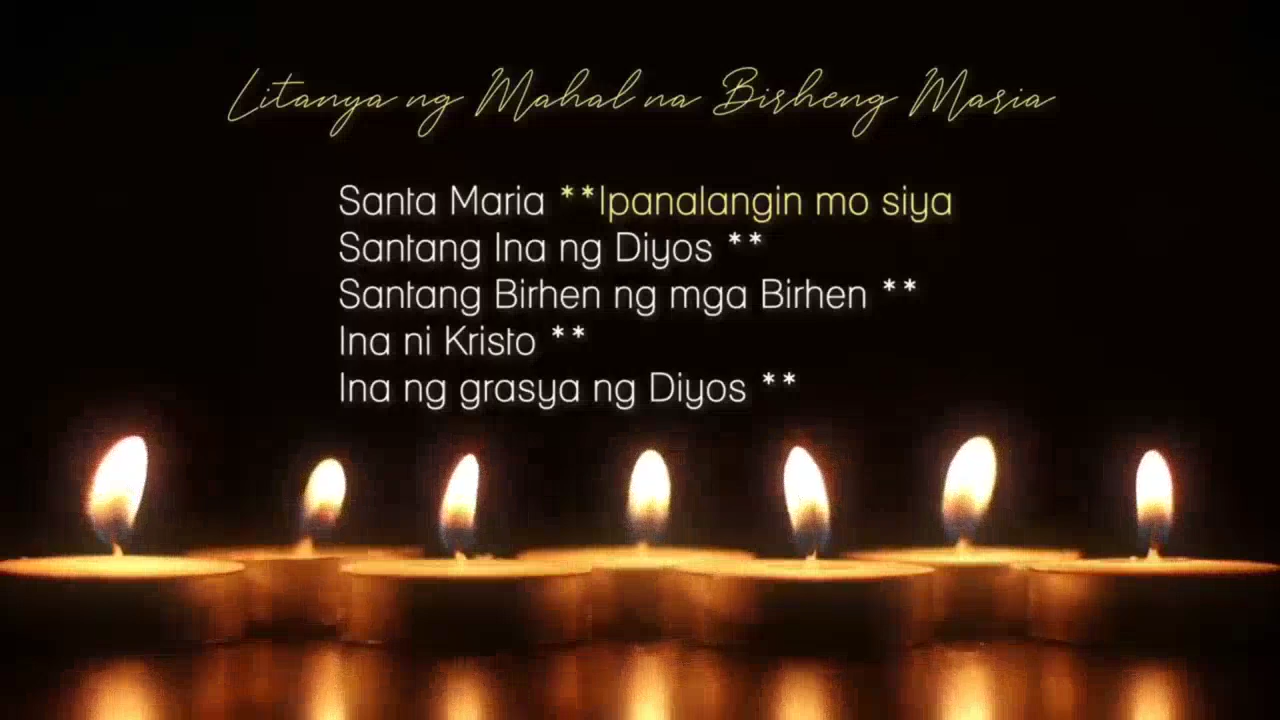 Litanya ng Mahal na Birheng Maria
Santa Maria **Ipanalangin mo siya
Santang Ina ng Diyos **
Santang Birhen ng mga Birhen **
Ina ni Kristo **
Ina ng grasya ng Diyos **